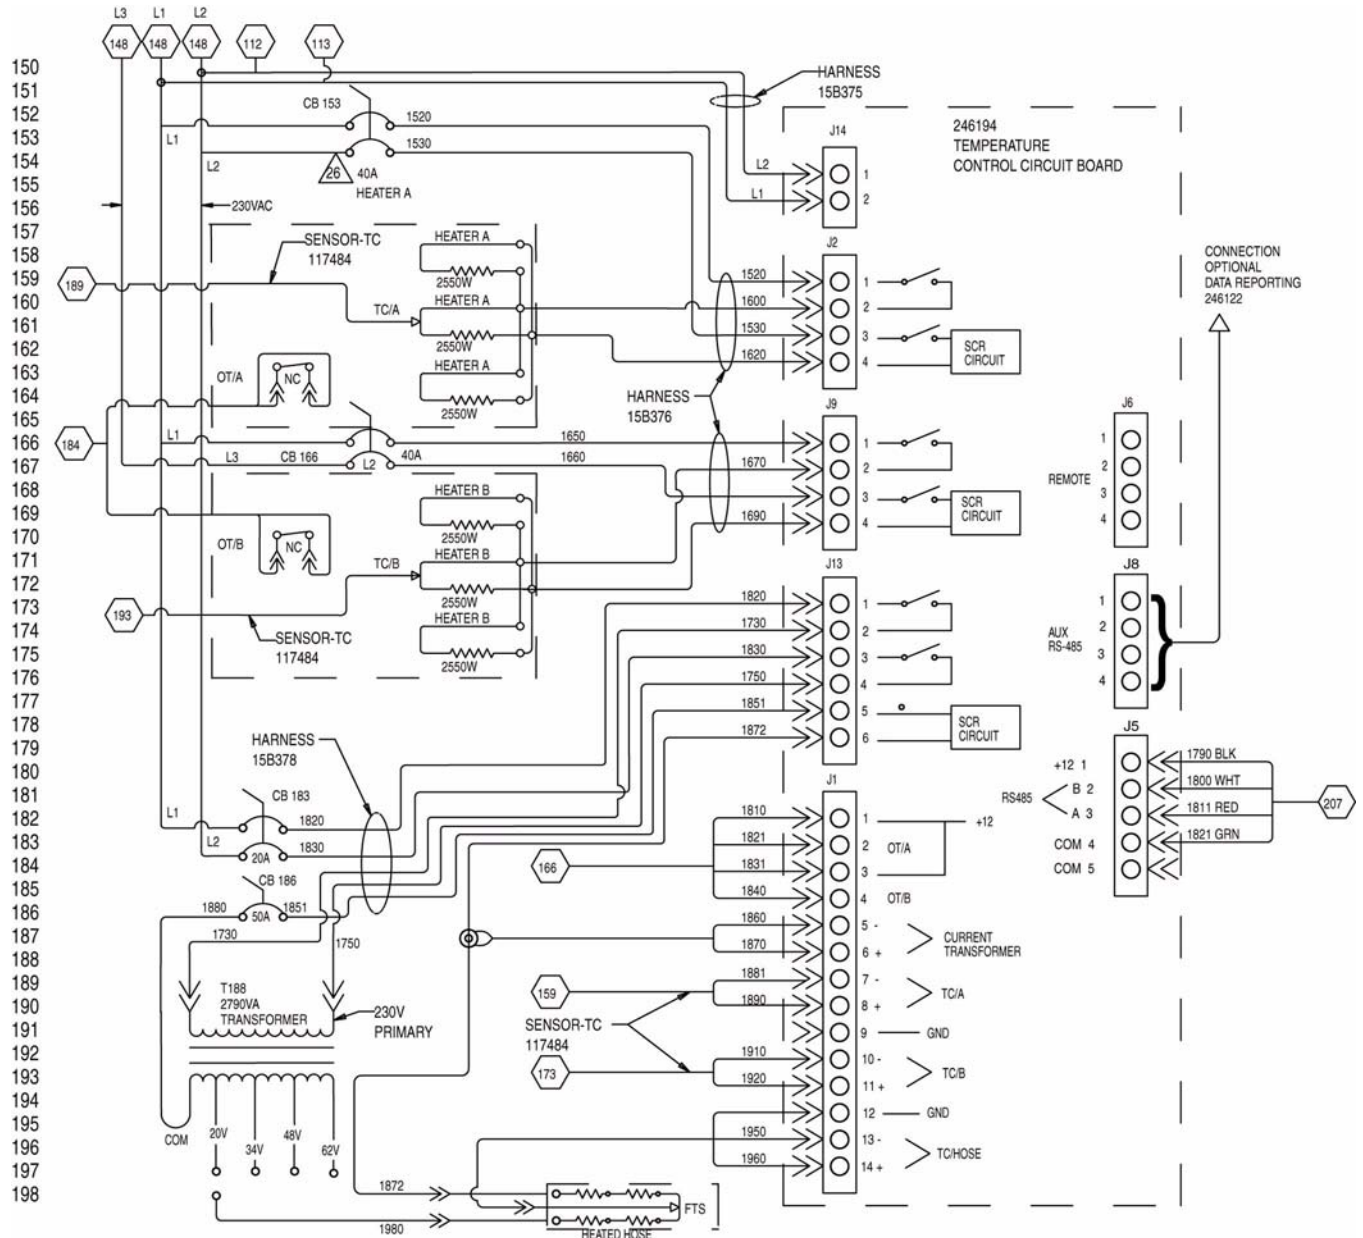 L3 L1 L2
148 148 148 112 113
150
151
152
153
154
155
156
157
158
159
160
161
162
163
164
165
166
167
168
169
170
171
172
173
174
175
176
177
178
179
180
181
182
183
184
185
186
187
188
189
190
191
192
193
194
195
196
197
198
HARNESS
15B375
CB 153
1520
1530
L1
L2
26
40A
HEATER A
230VAC
246194
TEMPERATURE
CONTROL CIRCUIT BOARD
J14
L2 1
L1 2
SENSOR-TC
117484
189
TC/A
HEATER A
2550W
HEATER A
2550W
HEATER A
2550W
OT/A
NC
J2
1520 1
1600 2
1530 3
1620 4
SCR
CIRCUIT
CONNECTION
OPTIONAL
DATA REPORTING
246122
HARNESS
15B376
184
L1
L3
CB 166
L2
40A
1650
1660
J9
1
1670 2
3
1690 4
SCR
CIRCUIT
J6
REMOTE
1
2
3
4
OT/B
NC
TC/B
HEATER B
2550W
HEATER B
2550W
HEATER B
2550W
193
SENSOR-TC
117484
J13
1820 1
1730 2
1830 3
1750 4
1851 5
1872 6
SCR
CIRCUIT
J8
AUX
RS-485
1
2
3
4
HARNESS
15B378
L1
CB 183
1820
L2
20A
1830
CB 186
1880
50A
1851
1730
1750
T188
2790VA
TRANSFORMER
230V
PRIMARY
COM
20V
34V
48V
62V
1872
1980
HEATED HOSE
FTS
J5
+12 1 1790 BLK
RS485
B 2 1800 WHT
A 3 1811 RED
COM 4 1821 GRN
COM 5
207
J1
1810 1
+12
1821 2 OT/A
1831 3
1840 4 OT/B
166
1860 5 -
1870 6 +
CURRENT
TRANSFORMER
1881 7 -
1890 8 +
TC/A
159
SENSOR-TC
117484
9 GND
1910 10 -
1920 11 +
TC/B
173
12 GND
1950 13 -
1960 14 +
TC/HOSE